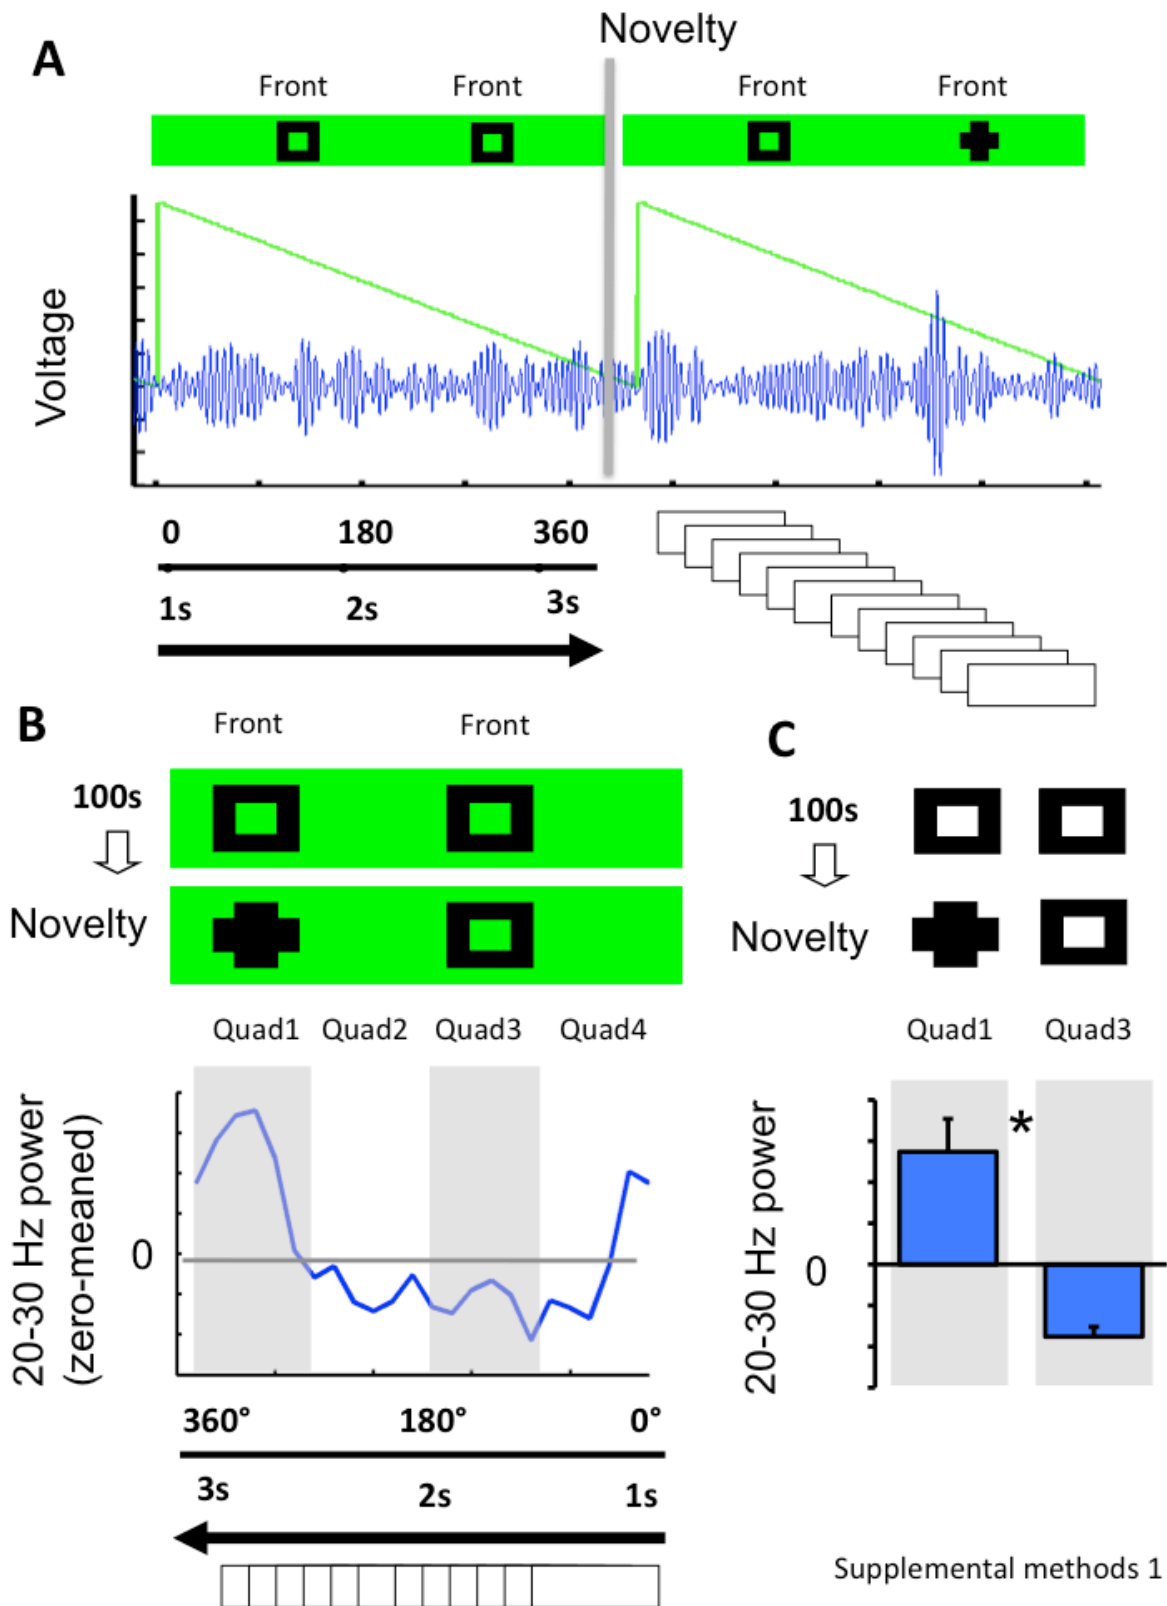 Novelty
A
Front Front Front Front
Voltage
0 180 360
1s 2s 3s
B
Front Front
100s
Novelty
Quad1 Quad2 Quad3 Quad4
20-30 Hz power
(zero-meaned)
0
360° 180° 0°
3s 2s 1s
C
100s
Novelty
Quad1 Quad3
*
20-30 Hz power
0
Supplemental methods 1